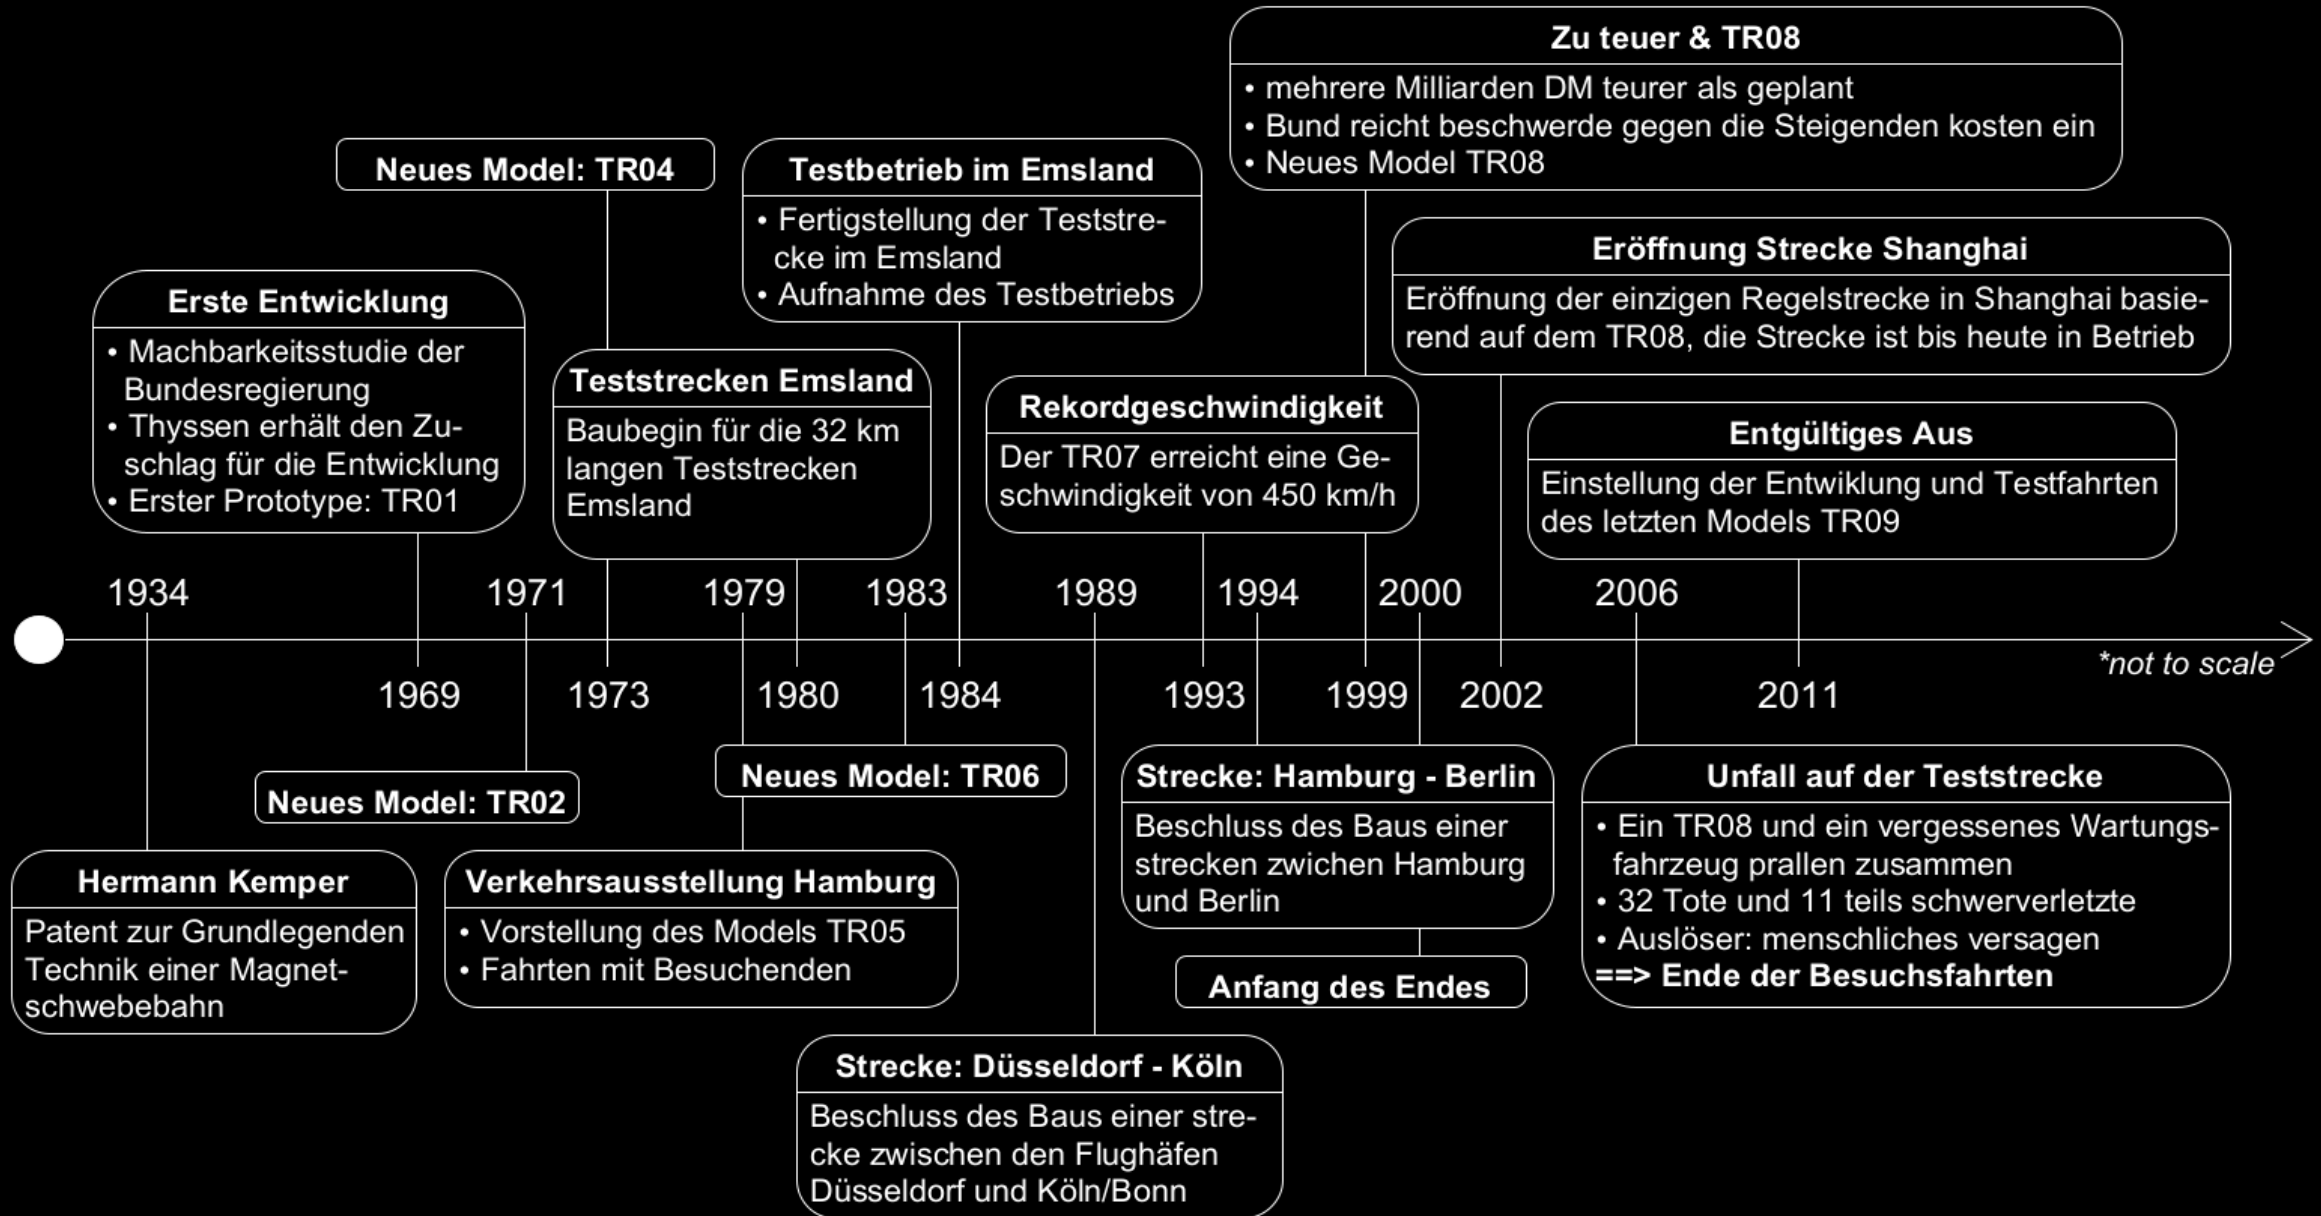 Zu teuer & TR08
• mehrere Milliarden DM teurer als geplant
• Bund reicht beschwerde gegen die Steigenden kosten ein
• Neues Model TR08
Neues Model: TR04
Testbetrieb im Emsland
• Fertigstellung der Teststre-
cke im Emsland
• Aufnahme des Testbetriebs
Eröffnung Strecke Shanghai
Eröffnung der einzigen Regelstrecke in Shanghai basie-
rend auf dem TR08, die Strecke ist bis heute in Betrieb
Erste Entwicklung
• Machbarkeitsstudie der
Bundesregierung
• Thyssen erhält den Zu-
schlag für die Entwicklung
• Erster Prototype: TR01
Teststrecken Emsland
Baubegin für die 32 km
langen Teststrecken
Emsland
Rekordgeschwindigkeit
Der TR07 erreicht eine Ge-
schwindigkeit von 450 km/h
Entgültiges Aus
Einstellung der Entwiklung und Testfahrten
des letzten Models TR09
1934
1971
1979
1983
1989
1994
2000
2006
*not to scale
1969
1973
1980
1984
1993
1999
2002
2011
Neues Model: TR02
Neues Model: TR06
Strecke: Hamburg - Berlin
Beschluss des Baus einer
strecken zwichen Hamburg
und Berlin
Unfall auf der Teststrecke
• Ein TR08 und ein vergessenes Wartungs-
fahrzeug prallen zusammen
• 32 Tote und 11 teils schwerverletzte
• Auslöser: menschliches versagen
==> Ende der Besuchsfahrten
Hermann Kemper
Patent zur Grundlegenden
Technik einer Magnet-
schwebebahn
Verkehrsausstellung Hamburg
• Vorstellung des Models TR05
• Fahrten mit Besuchenden
Anfang des Endes
Strecke: Düsseldorf - Köln
Beschluss des Baus einer stre-
cke zwischen den Flughäfen
Düsseldorf und Köln/Bonn